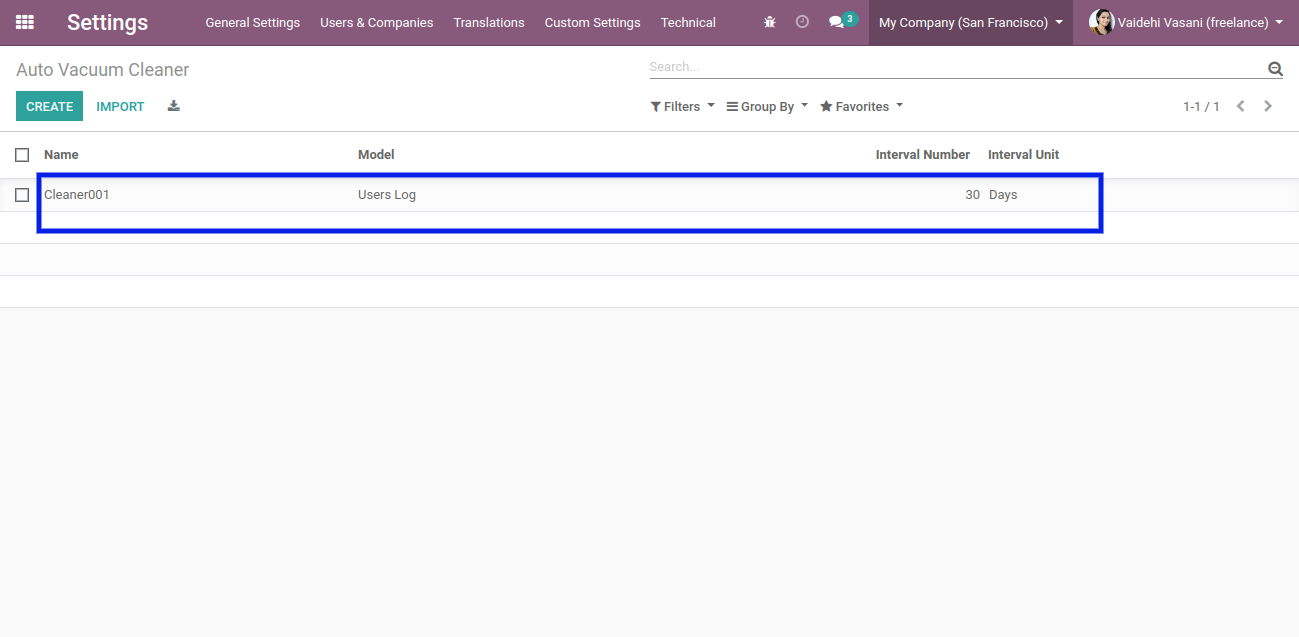 Settings General Settings Users & Companies Translations Custom Settings Technical 3 My Company (San Francisco) Vaidehi Vasani (freelance)
Auto Vacuum Cleaner Search...
CREATE IMPORT Filters Group By Favorites 1-1 / 1
Name Model Interval Number Interval Unit
Cleaner001 Users Log 30 Days